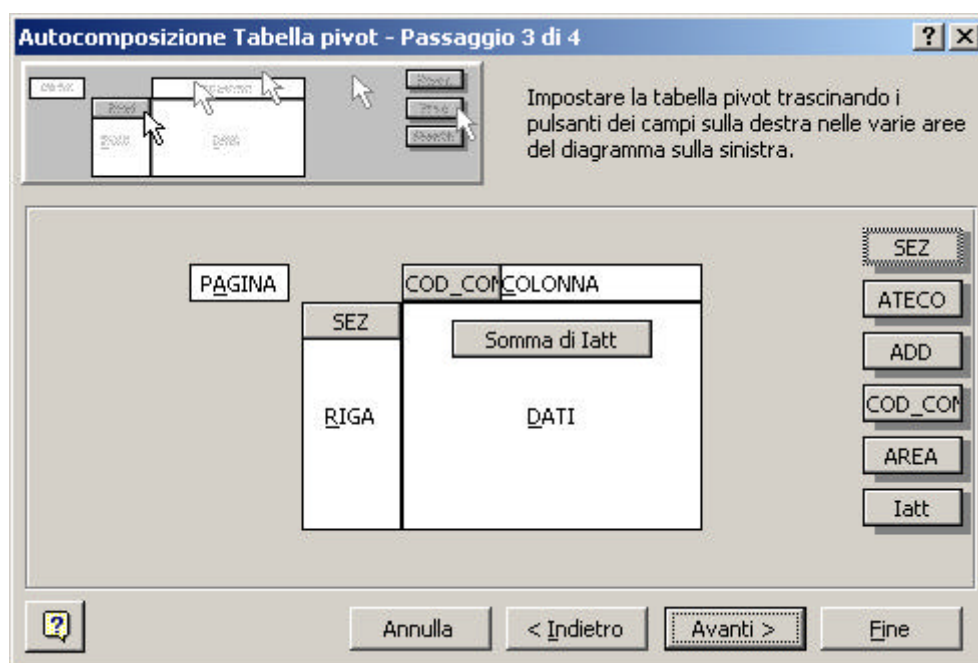 Autocomposizione Tabella pivot - Passaggio 3 di 4
Impostare la tabella pivot trascinando i
pulsanti dei campi sulla destra nelle varie aree
del diagramma sulla sinistra.
PAGINA
COD_COM
COLONNA
SEZ
Somma di Iatt
RIGA
DATI
SEZ
ATECO
ADD
COD_COM
AREA
Iatt
Annulla
< Indietro
Avanti >
Fine